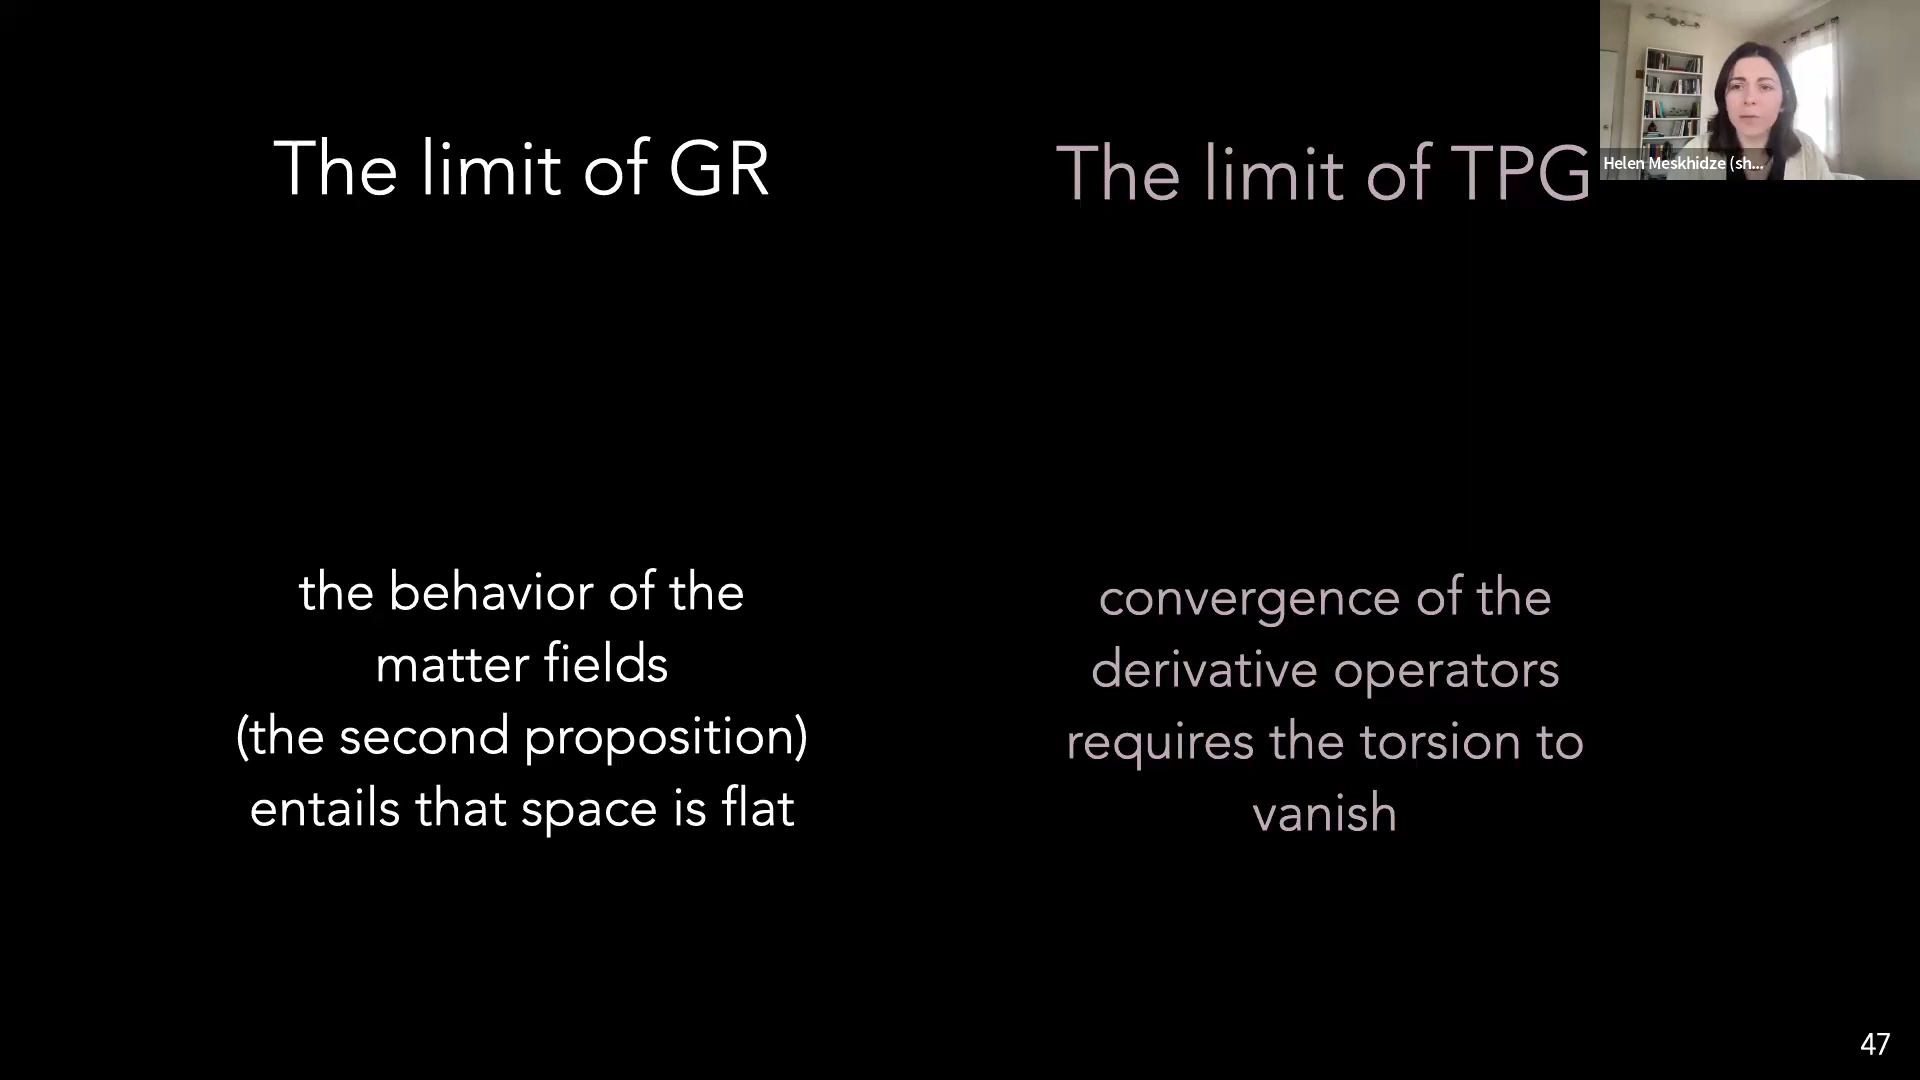 The limit of GR
The limit of TPG
Helen Meskhidze (sh...
the behavior of the
matter fields
(the second proposition)
entails that space is flat
convergence of the
derivative operators
requires the torsion to
vanish
47